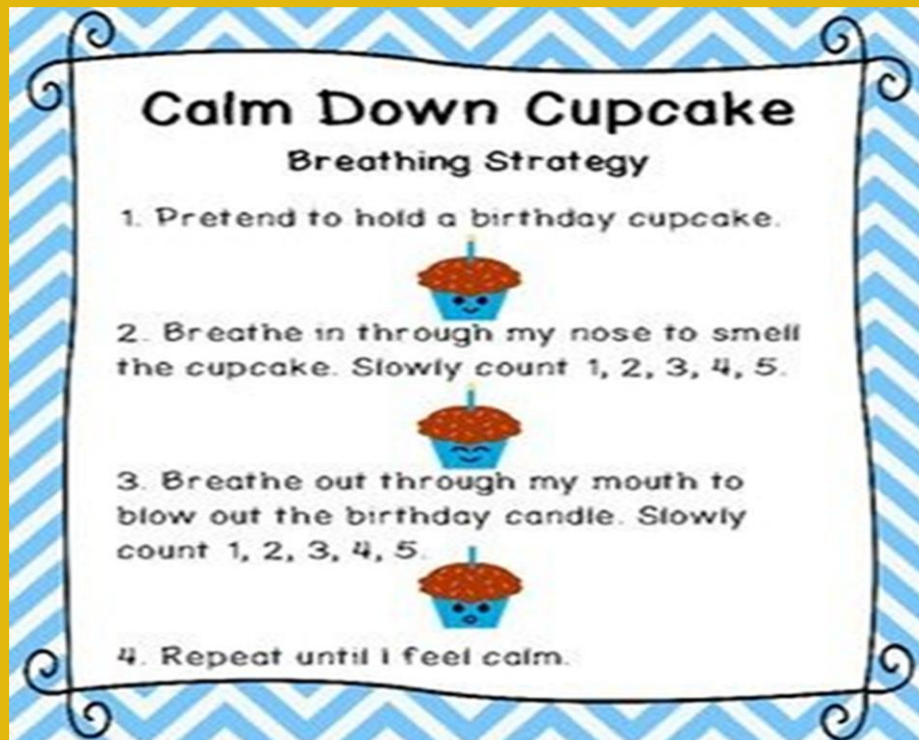 Calm Down Cupcake
Breathing Strategy
1. Pretend to hold a birthday cupcake.
2. Breathe in through my nose to smell
the cupcake. Slowly count 1, 2, 3, 4, 5.
3. Breathe out through my mouth to
blow out the birthday candle. Slowly
count 1, 2, 3, 4, 5.
4. Repeat until I feel calm.